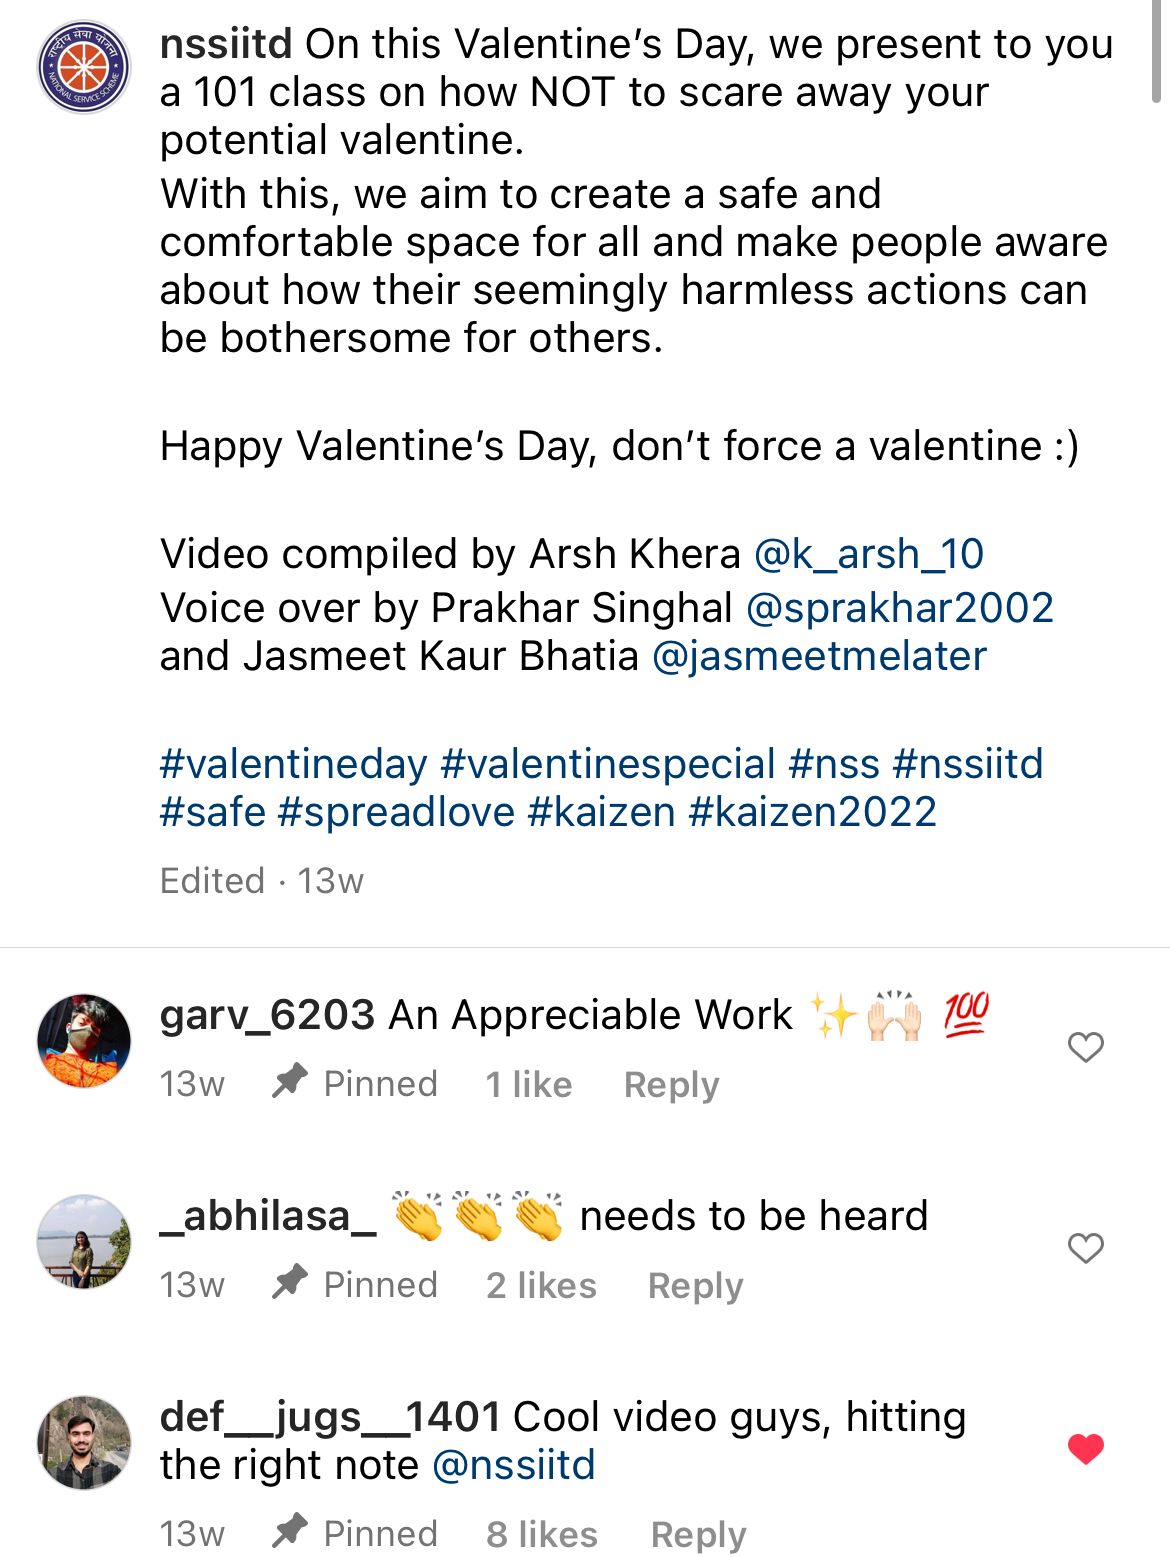 राष्ट्रीय सेवा योजना
NATIONAL SERVICE SCHEME
nssiitd On this Valentine’s Day, we present to you
a 101 class on how NOT to scare away your
potential valentine.
With this, we aim to create a safe and
comfortable space for all and make people aware
about how their seemingly harmless actions can
be bothersome for others.
Happy Valentine’s Day, don’t force a valentine :)
Video compiled by Arsh Khera @k_arsh_10
Voice over by Prakhar Singhal @sprakhar2002
and Jasmeet Kaur Bhatia @jasmeetmelater
#valentineday #valentinespecial #nss #nssiitd
#safe #spreadlove #kaizen #kaizen2022
Edited · 13w
garv_6203 An Appreciable Work ✨🙌🏻 💯
13w Pinned 1 like Reply
_abhilasa_ 👏👏👏 needs to be heard
13w Pinned 2 likes Reply
def__jugs__1401 Cool video guys, hitting
the right note @nssiitd
13w Pinned 8 likes Reply